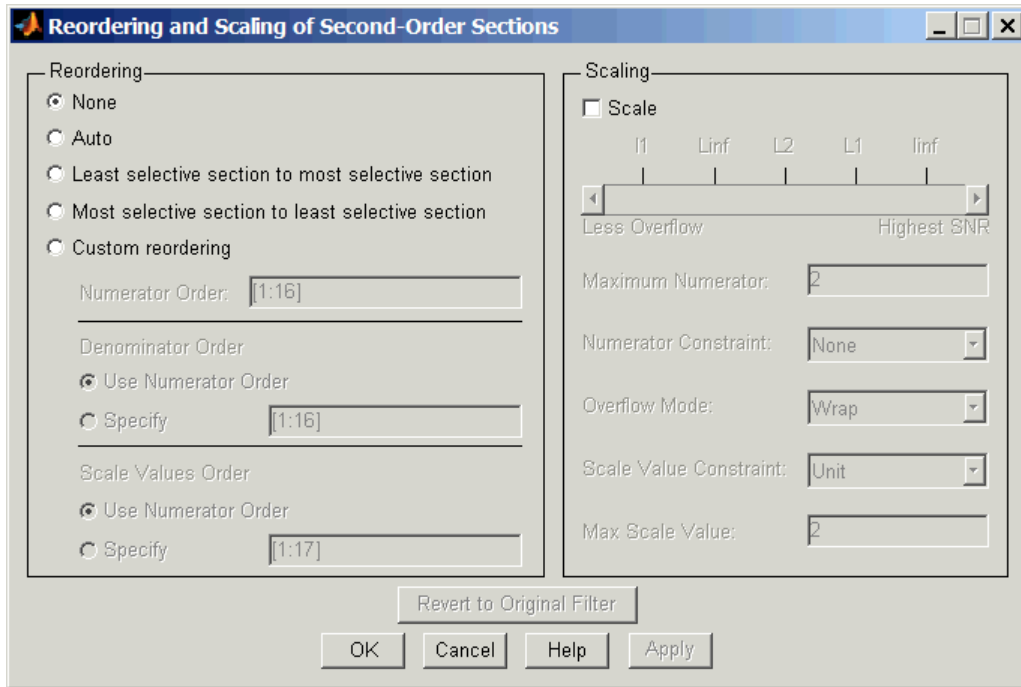 Reordering and Scaling of Second-Order Sections
Reordering
None
Auto
Least selective section to most selective section
Most selective section to least selective section
Custom reordering
Numerator Order: [1:16]
Denominator Order
Use Numerator Order
Specify [1:16]
Scale Values Order
Use Numerator Order
Specify [1:17]
Scaling
Scale
l1 Linf L2 L1 linf
Less Overflow Highest SNR
Maximum Numerator: 2
Numerator Constraint: None
Overflow Mode: Wrap
Scale Value Constraint: Unit
Max Scale Value: 2
Revert to Original Filter
OK Cancel Help Apply